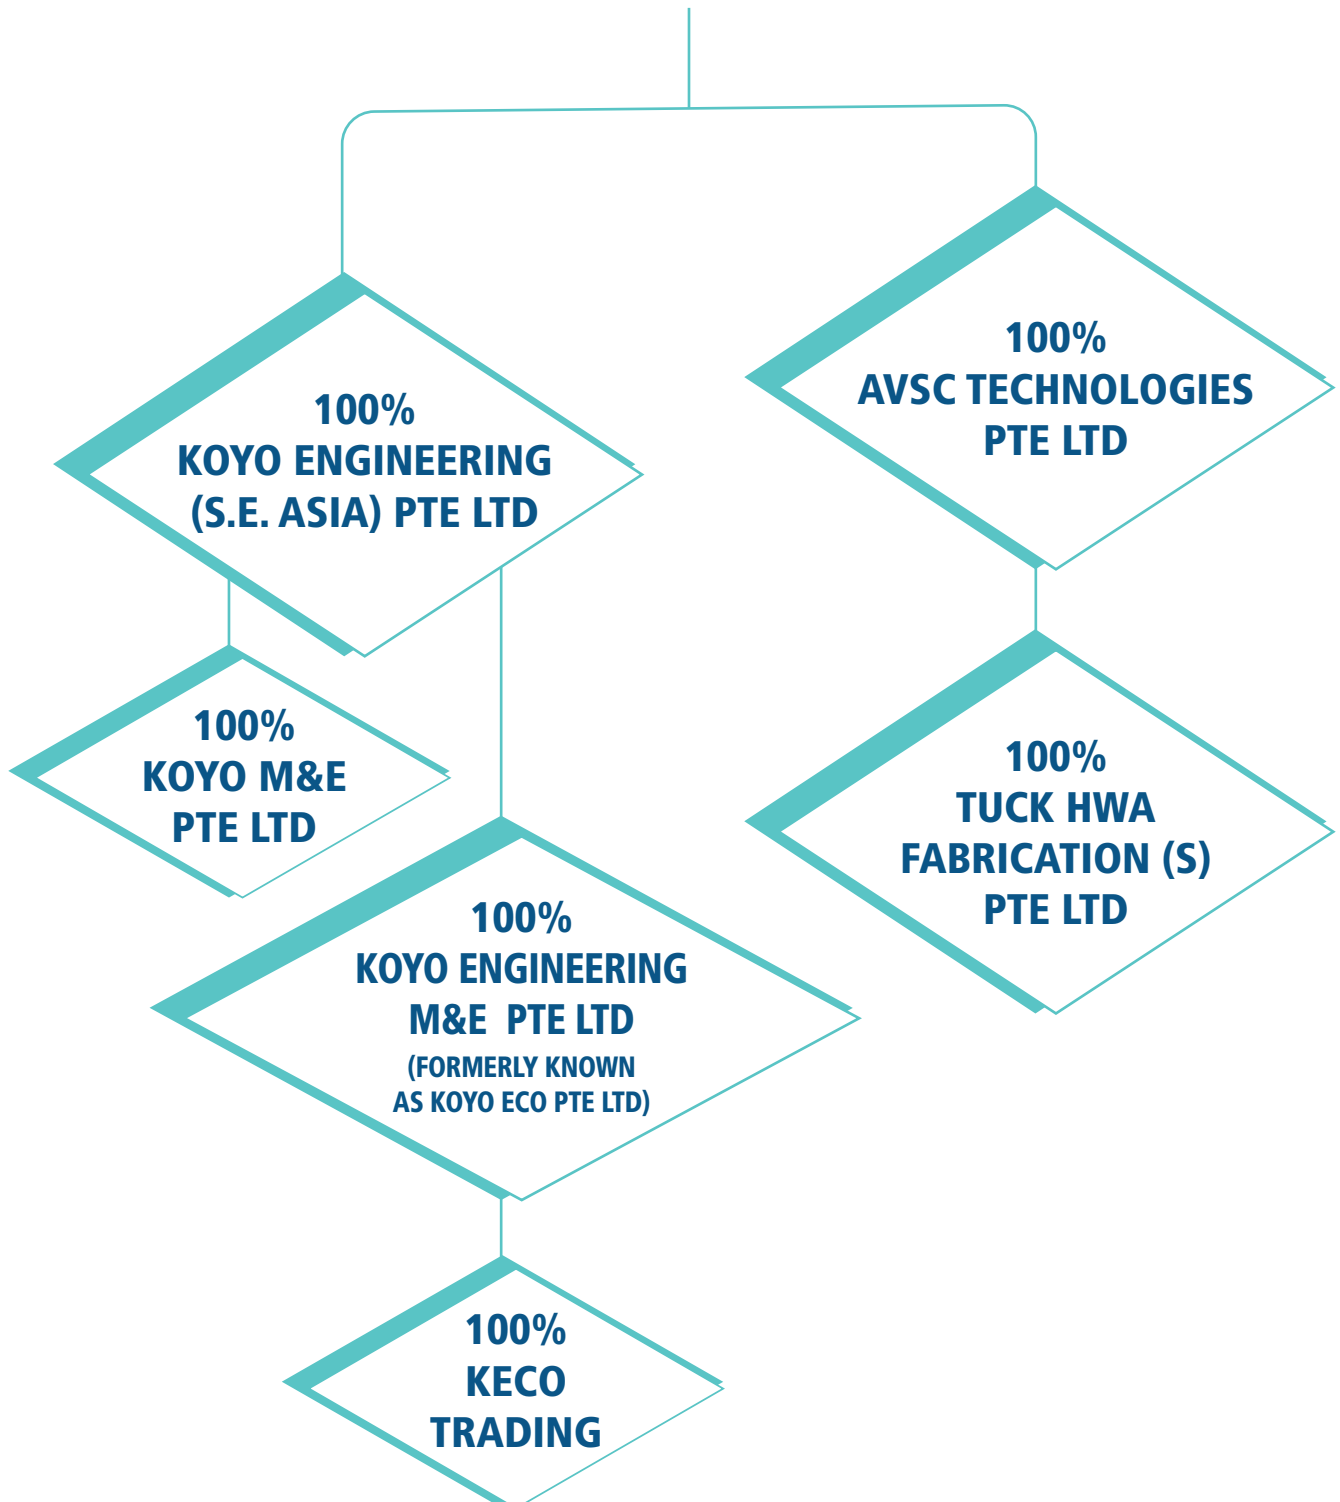 100%
KOYO ENGINEERING
(S.E. ASIA) PTE LTD
100%
AVSC TECHNOLOGIES
PTE LTD
100%
KOYO M&E
PTE LTD
100%
TUCK HWA
FABRICATION (S)
PTE LTD
100%
KOYO ENGINEERING
M&E PTE LTD
(FORMERLY KNOWN
AS KOYO ECO PTE LTD)
100%
KECO
TRADING